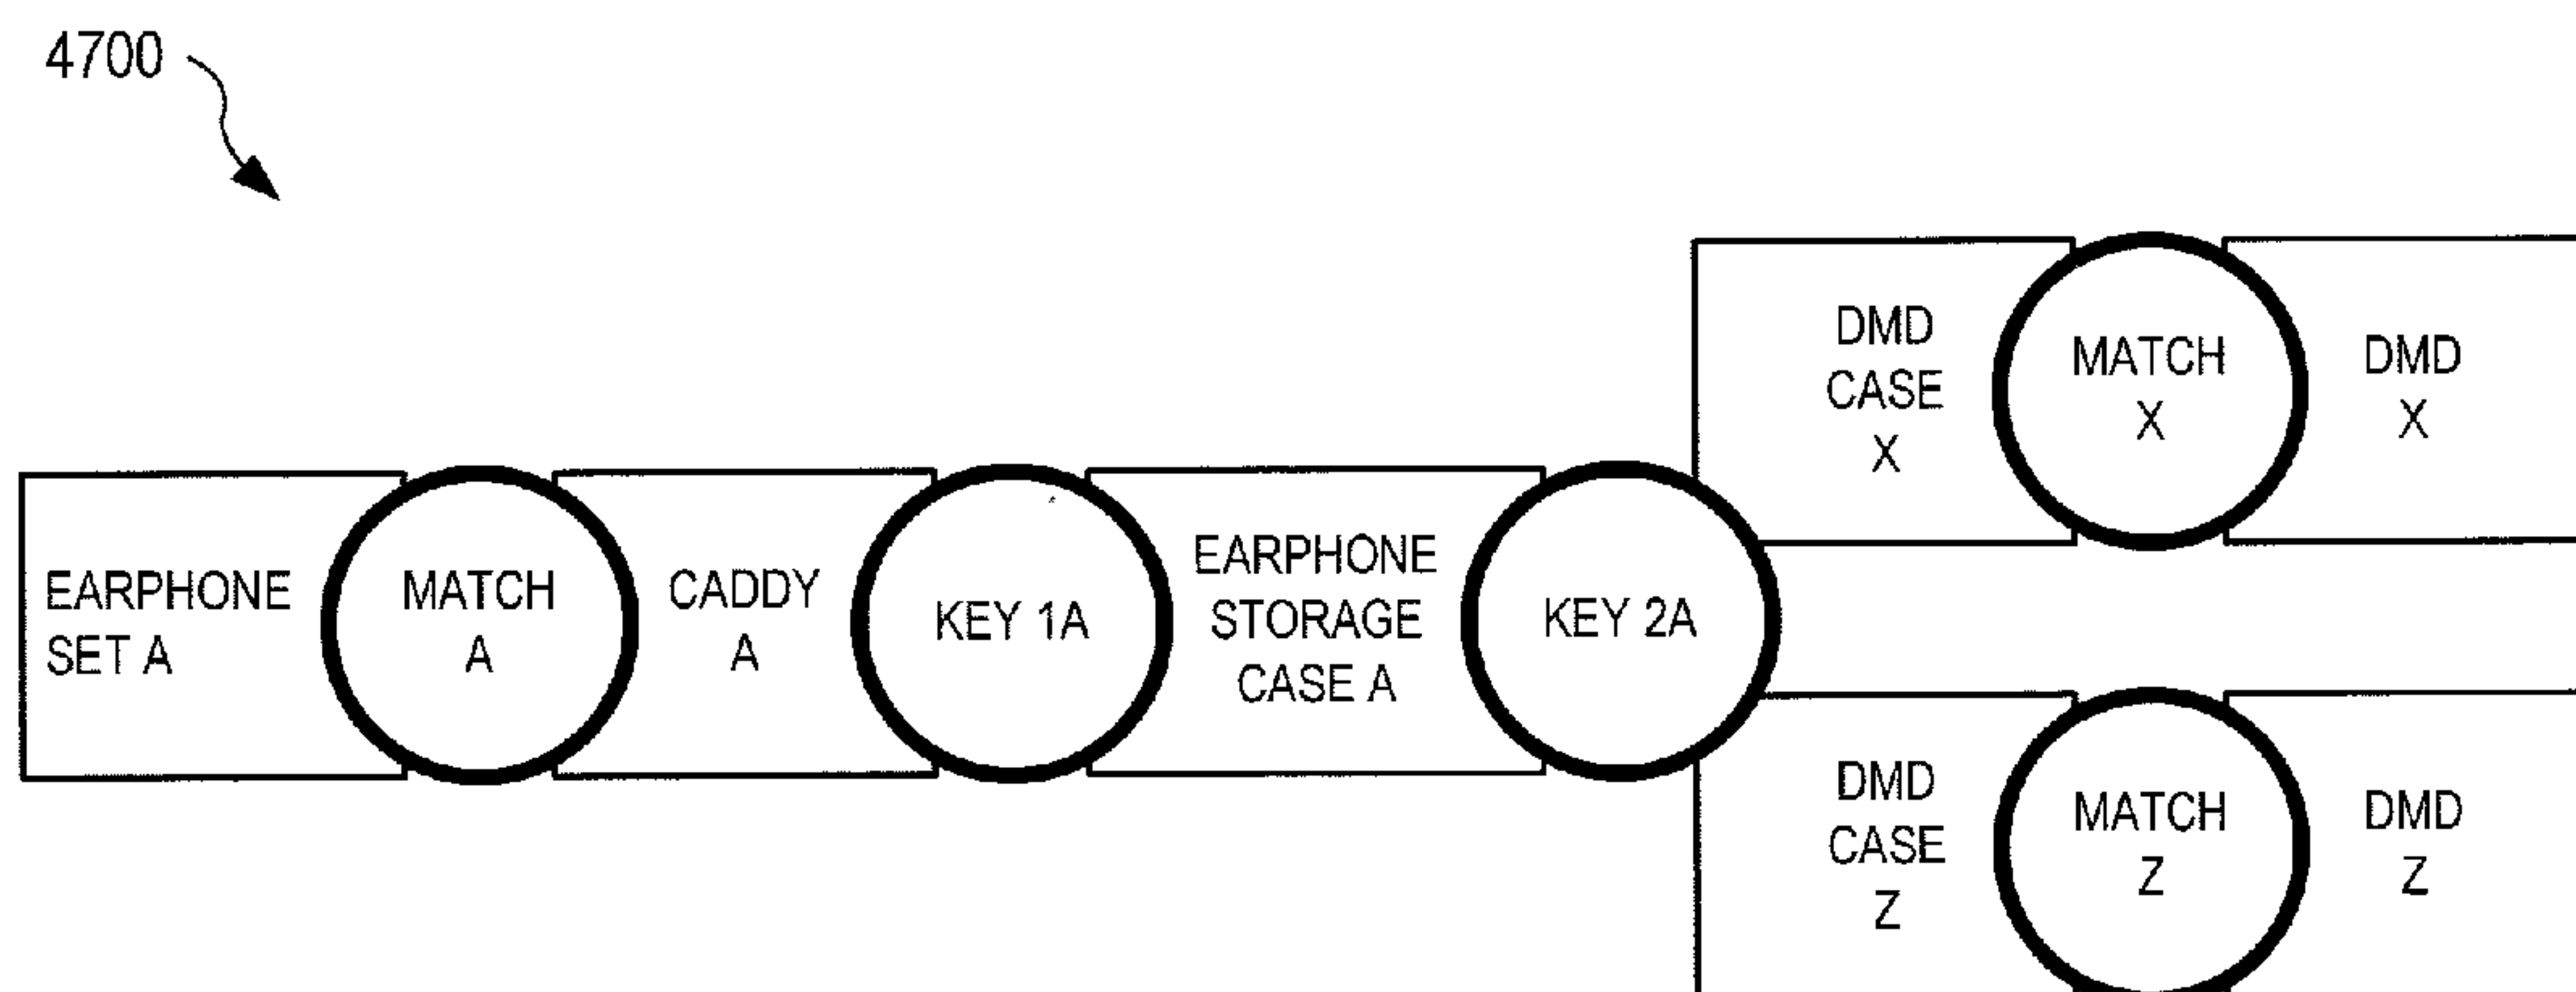 4700
EARPHONE
SET A
MATCH
A
CADDY
A
KEY 1A
EARPHONE
STORAGE
CASE A
KEY 2A
DMD
CASE
X
MATCH
X
DMD
X
DMD
CASE
Z
MATCH
Z
DMD
Z